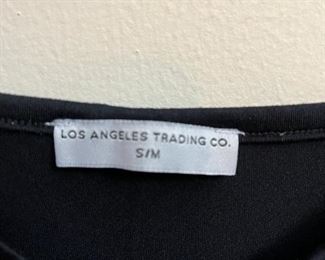 LOS ANGELES TRADING CO.
S/M